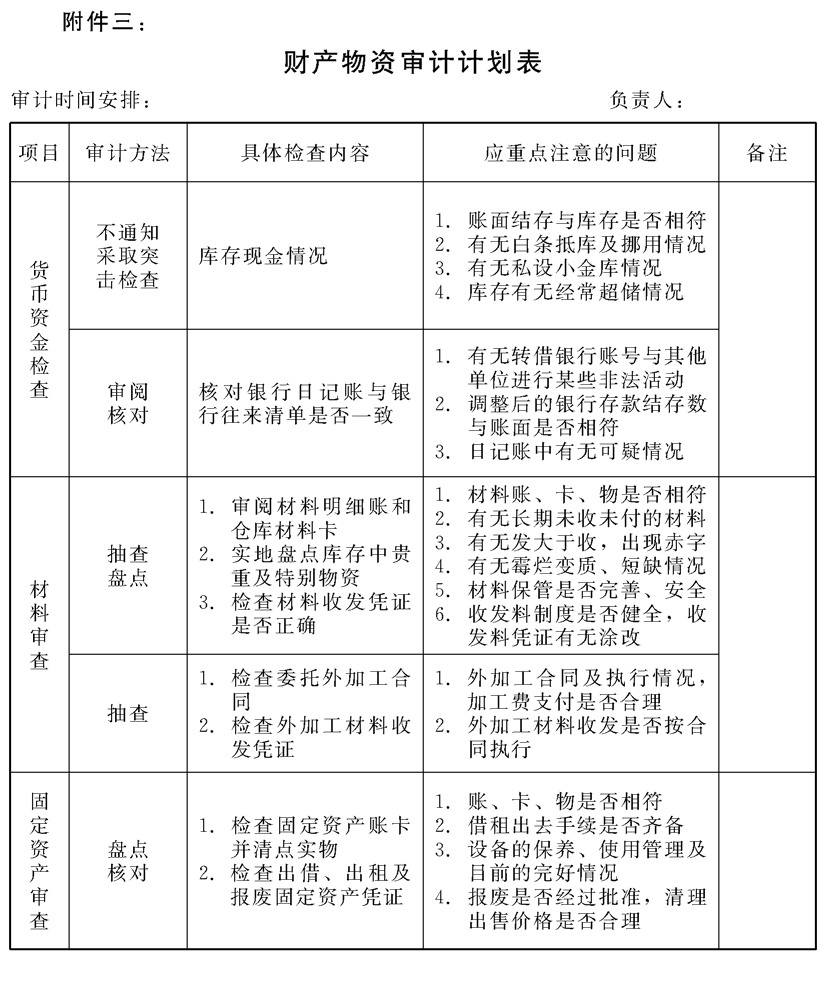 附件三：
财产物资审计计划表
审计时间安排： 负责人：
项目 审计方法 具体检查内容 应重点注意的问题 备注
货币资金检查
不通知
采取突
击检查
库存现金情况
1. 账面结存与库存是否相符
2. 有无白条抵库及挪用情况
3. 有无私设小金库情况
4. 库存有无经常超储情况
审阅
核对
核对银行日记账与银
行往来清单是否一致
1. 有无转借银行账号与其他
单位进行某些非法活动
2. 调整后的银行存款结存数
与账面是否相符
3. 日记账中有无可疑情况
材料审查
抽查
盘点
1. 审阅材料明细账和
仓库材料卡
2. 实地盘点库存中贵
重及特别物资
3. 检查材料收发凭证
是否正确
1. 材料账、卡、物是否相符
2. 有无长期未收未付的材料
3. 有无发大于收，出现赤字
4. 有无霉烂变质、短缺情况
5. 材料保管是否完善、安全
6. 收发料制度是否健全，收
发料凭证有无涂改
抽查
1. 检查委托外加工合
同
2. 检查外加工材料收
发凭证
1. 外加工合同及执行情况，
加工费支付是否合理
2. 外加工材料收发是否按合
同执行
固定资产审查
盘点
核对
1. 检查固定资产账卡
并清点实物
2. 检查出借、出租及
报废固定资产凭证
1. 账、卡、物是否相符
2. 借租出去手续是否齐备
3. 设备的保养、使用管理及
目前的完好情况
4. 报废是否经过批准，清理
出售价格是否合理